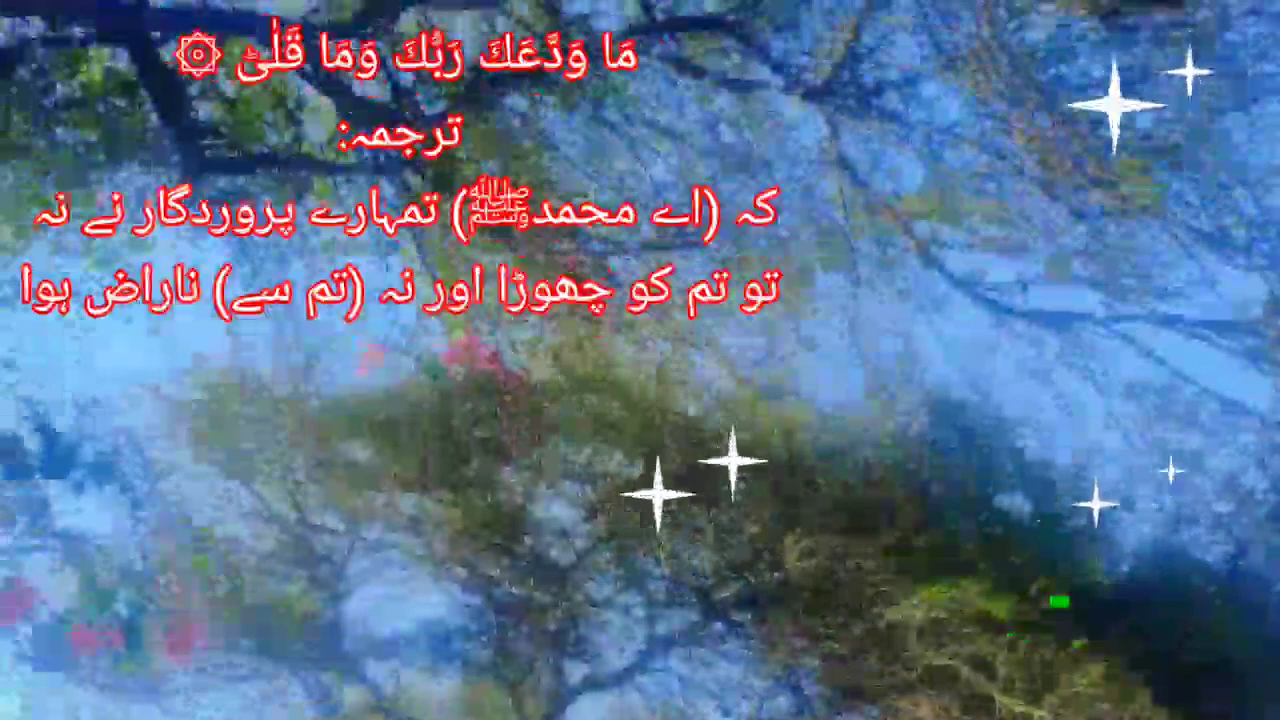 مَا وَدَّعَكَ رَبُّكَ وَمَا قَلٰىؕ ۞
ترجمہ:
کہ (اے محمدﷺ) تمہارے پروردگار نے نہ
تو تم کو چھوڑا اور نہ (تم سے) ناراض ہوا